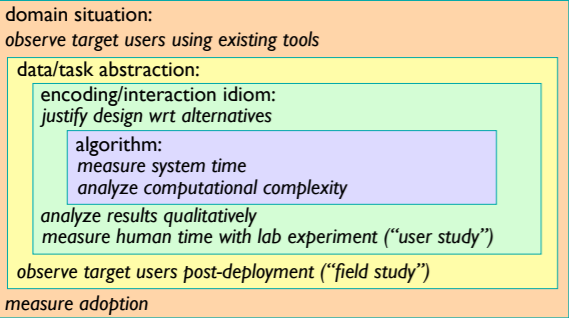 domain situation:
observe target users using existing tools
data/task abstraction:
encoding/interaction idiom:
justify design wrt alternatives
algorithm:
measure system time
analyze computational complexity
analyze results qualitatively
measure human time with lab experiment (“user study”)
observe target users post-deployment (“field study”)
measure adoption